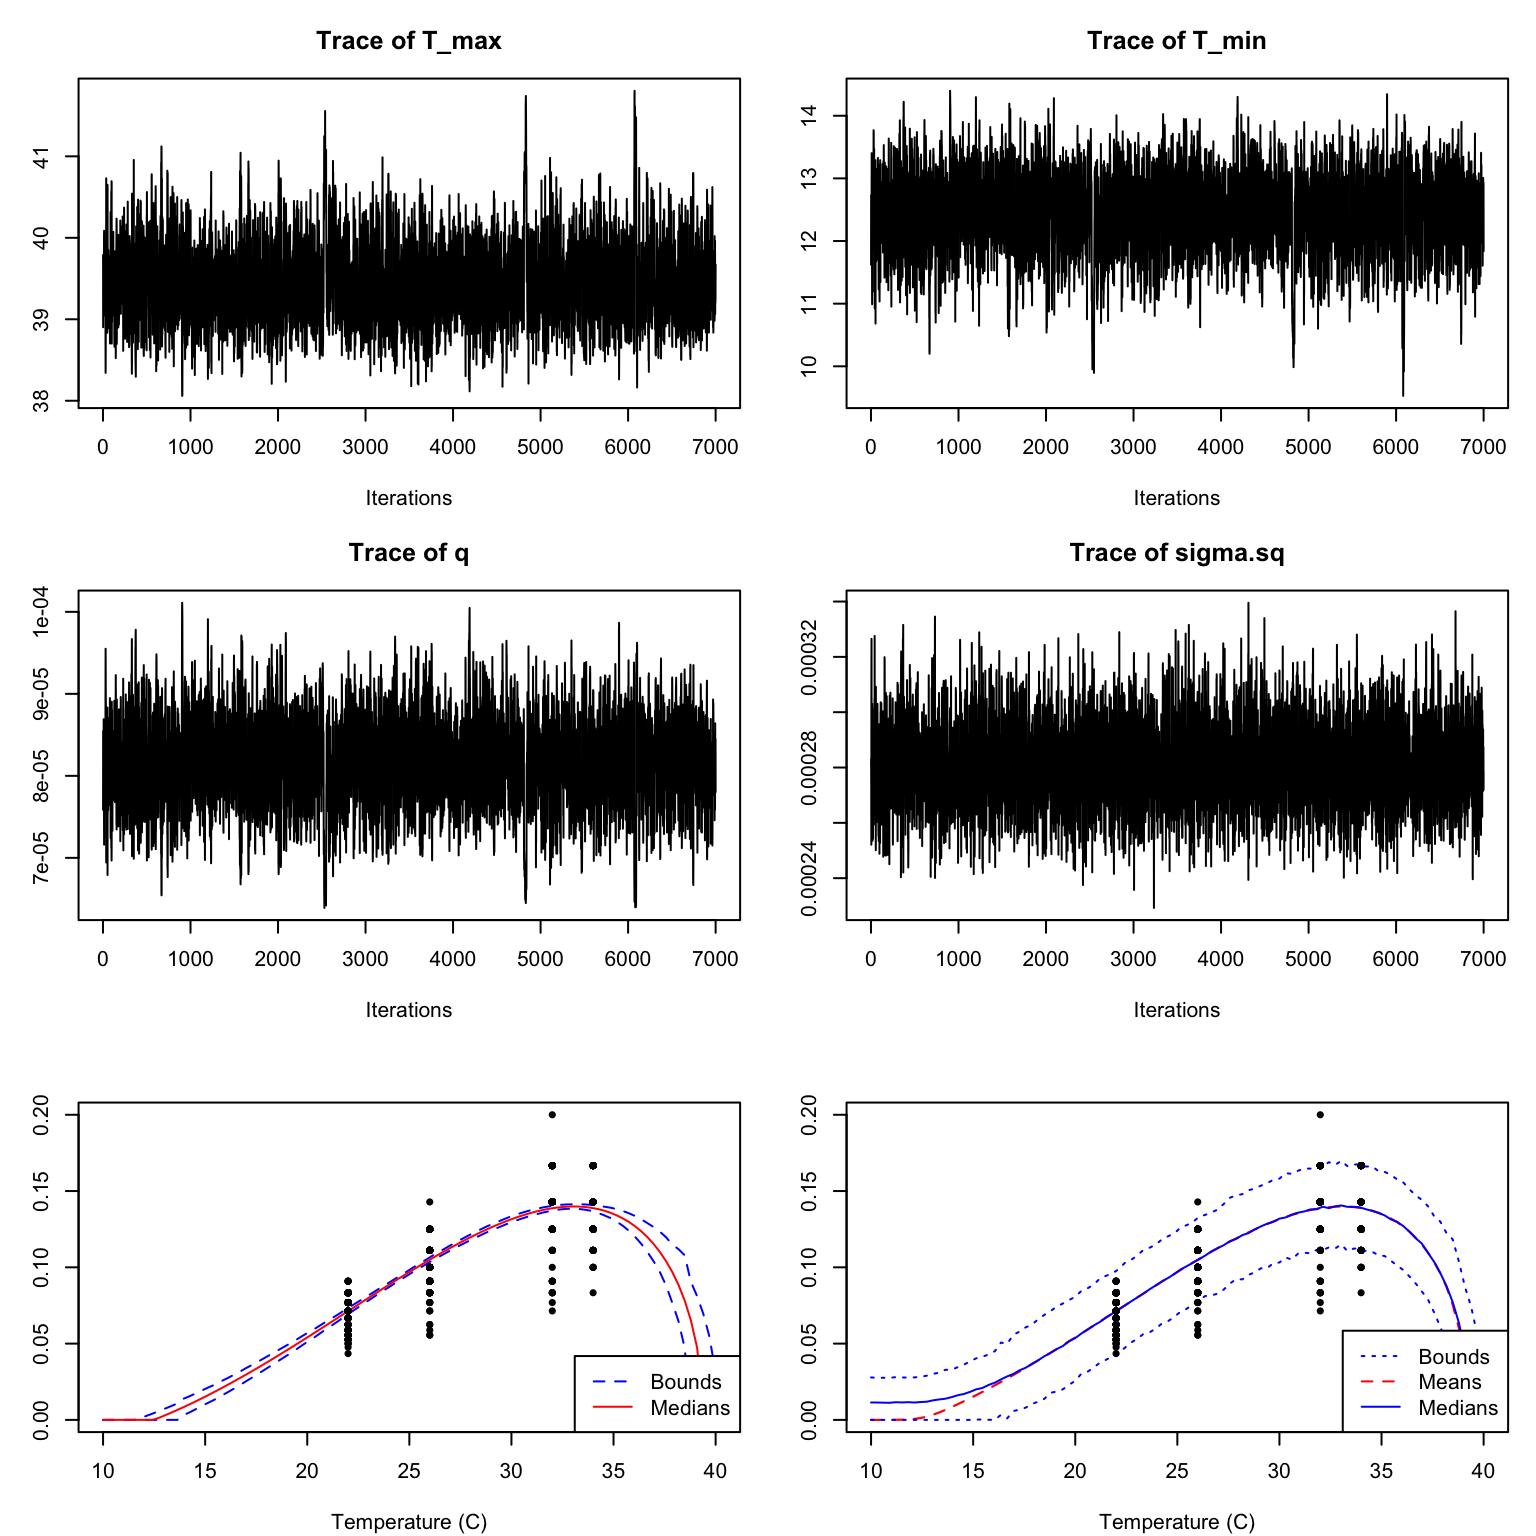 Trace of T_max
41
40
39
38
0 1000 2000 3000 4000 5000 6000 7000
Iterations
Trace of T_min
14
13
12
11
10
0 1000 2000 3000 4000 5000 6000 7000
Iterations
Trace of q
1e-04
9e-05
8e-05
7e-05
0 1000 2000 3000 4000 5000 6000 7000
Iterations
Trace of sigma.sq
0.00032
0.00028
0.00024
0 1000 2000 3000 4000 5000 6000 7000
Iterations
0.20
0.15
0.10
0.05
0.00
Bounds
Medians
10 15 20 25 30 35 40
Temperature (C)
0.20
0.15
0.10
0.05
0.00
Bounds
Means
Medians
10 15 20 25 30 35 40
Temperature (C)